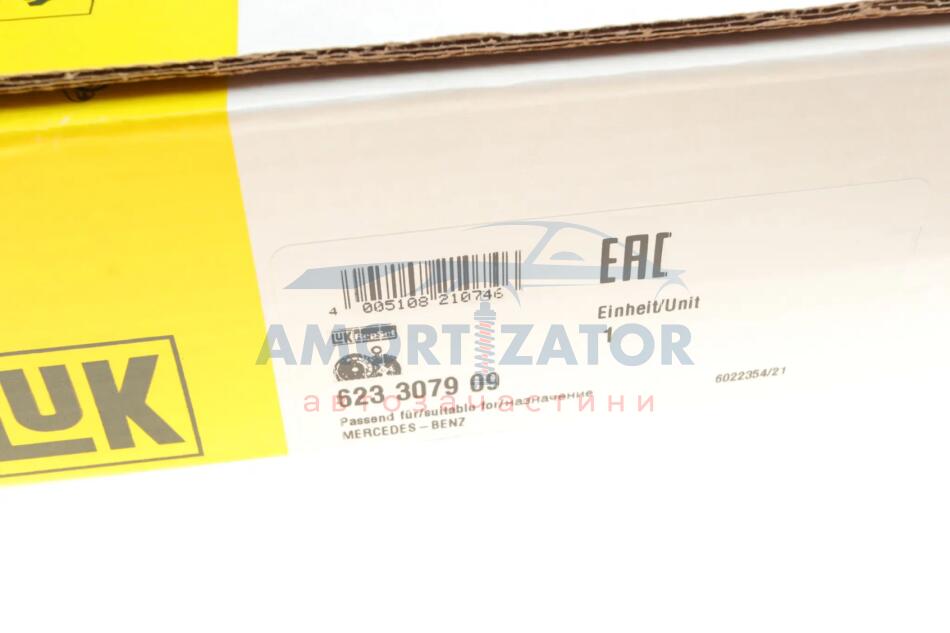 4 005108 210746
EAC
Einheit/Unit
1
LUK
AMORTIZATOR
автозапчастини
623 3079 09
6022354/21
Passend für/suitable for/назначение
MERCEDES-BENZ
LUK